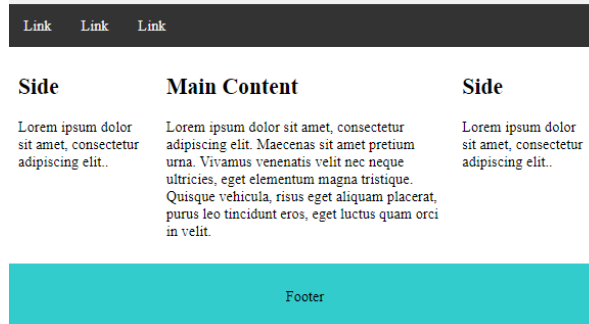 Link Link Link
Side
Lorem ipsum dolor
sit amet, consectetur
adipiscing elit..
Main Content
Lorem ipsum dolor sit amet, consectetur
adipiscing elit. Maecenas sit amet pretium
urna. Vivamus venenatis velit nec neque
ultricies, eget elementum magna tristique.
Quisque vehicula, risus eget aliquam placerat,
purus leo tincidunt eros, eget luctus quam orci
in velit.
Side
Lorem ipsum dolor
sit amet, consectetur
adipiscing elit..
Footer